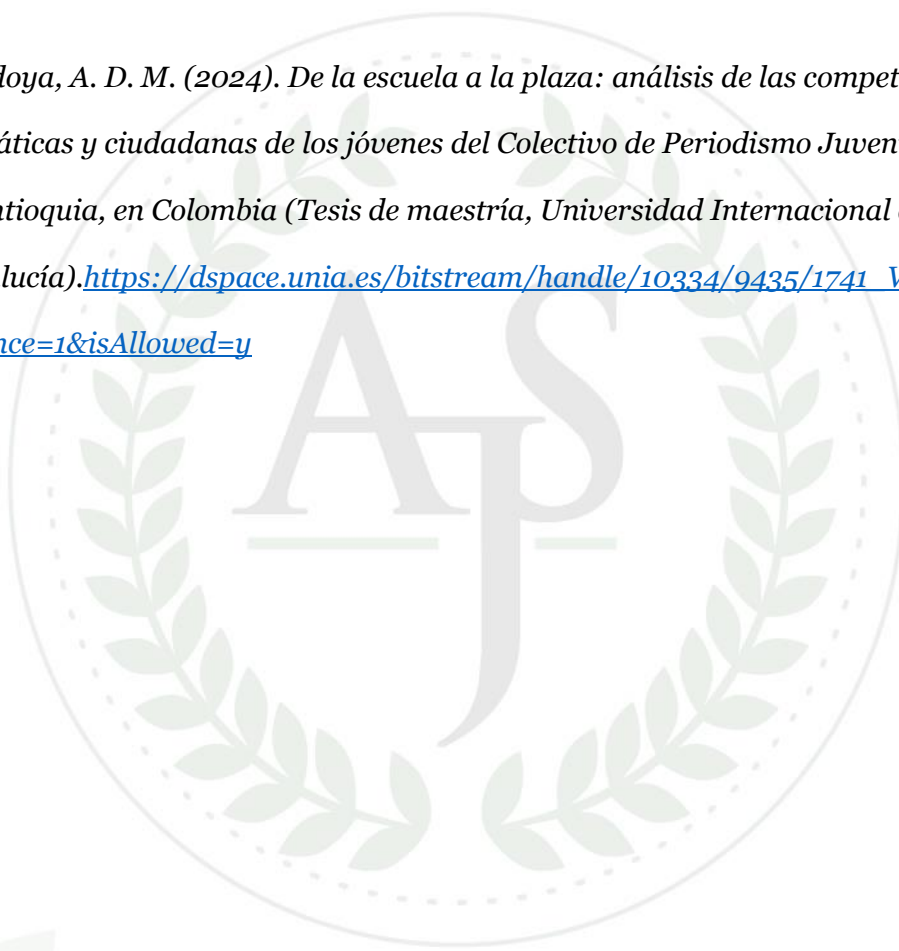 doya, A. D. M. (2024). De la escuela a la plaza: análisis de las compet
áticas y ciudadanas de los jóvenes del Colectivo de Periodismo Juven
ntioquia, en Colombia (Tesis de maestría, Universidad Internacional
lucía).https://dspace.unia.es/bitstream/handle/10334/9435/1741_V
nce=1&isAllowed=y
AJS